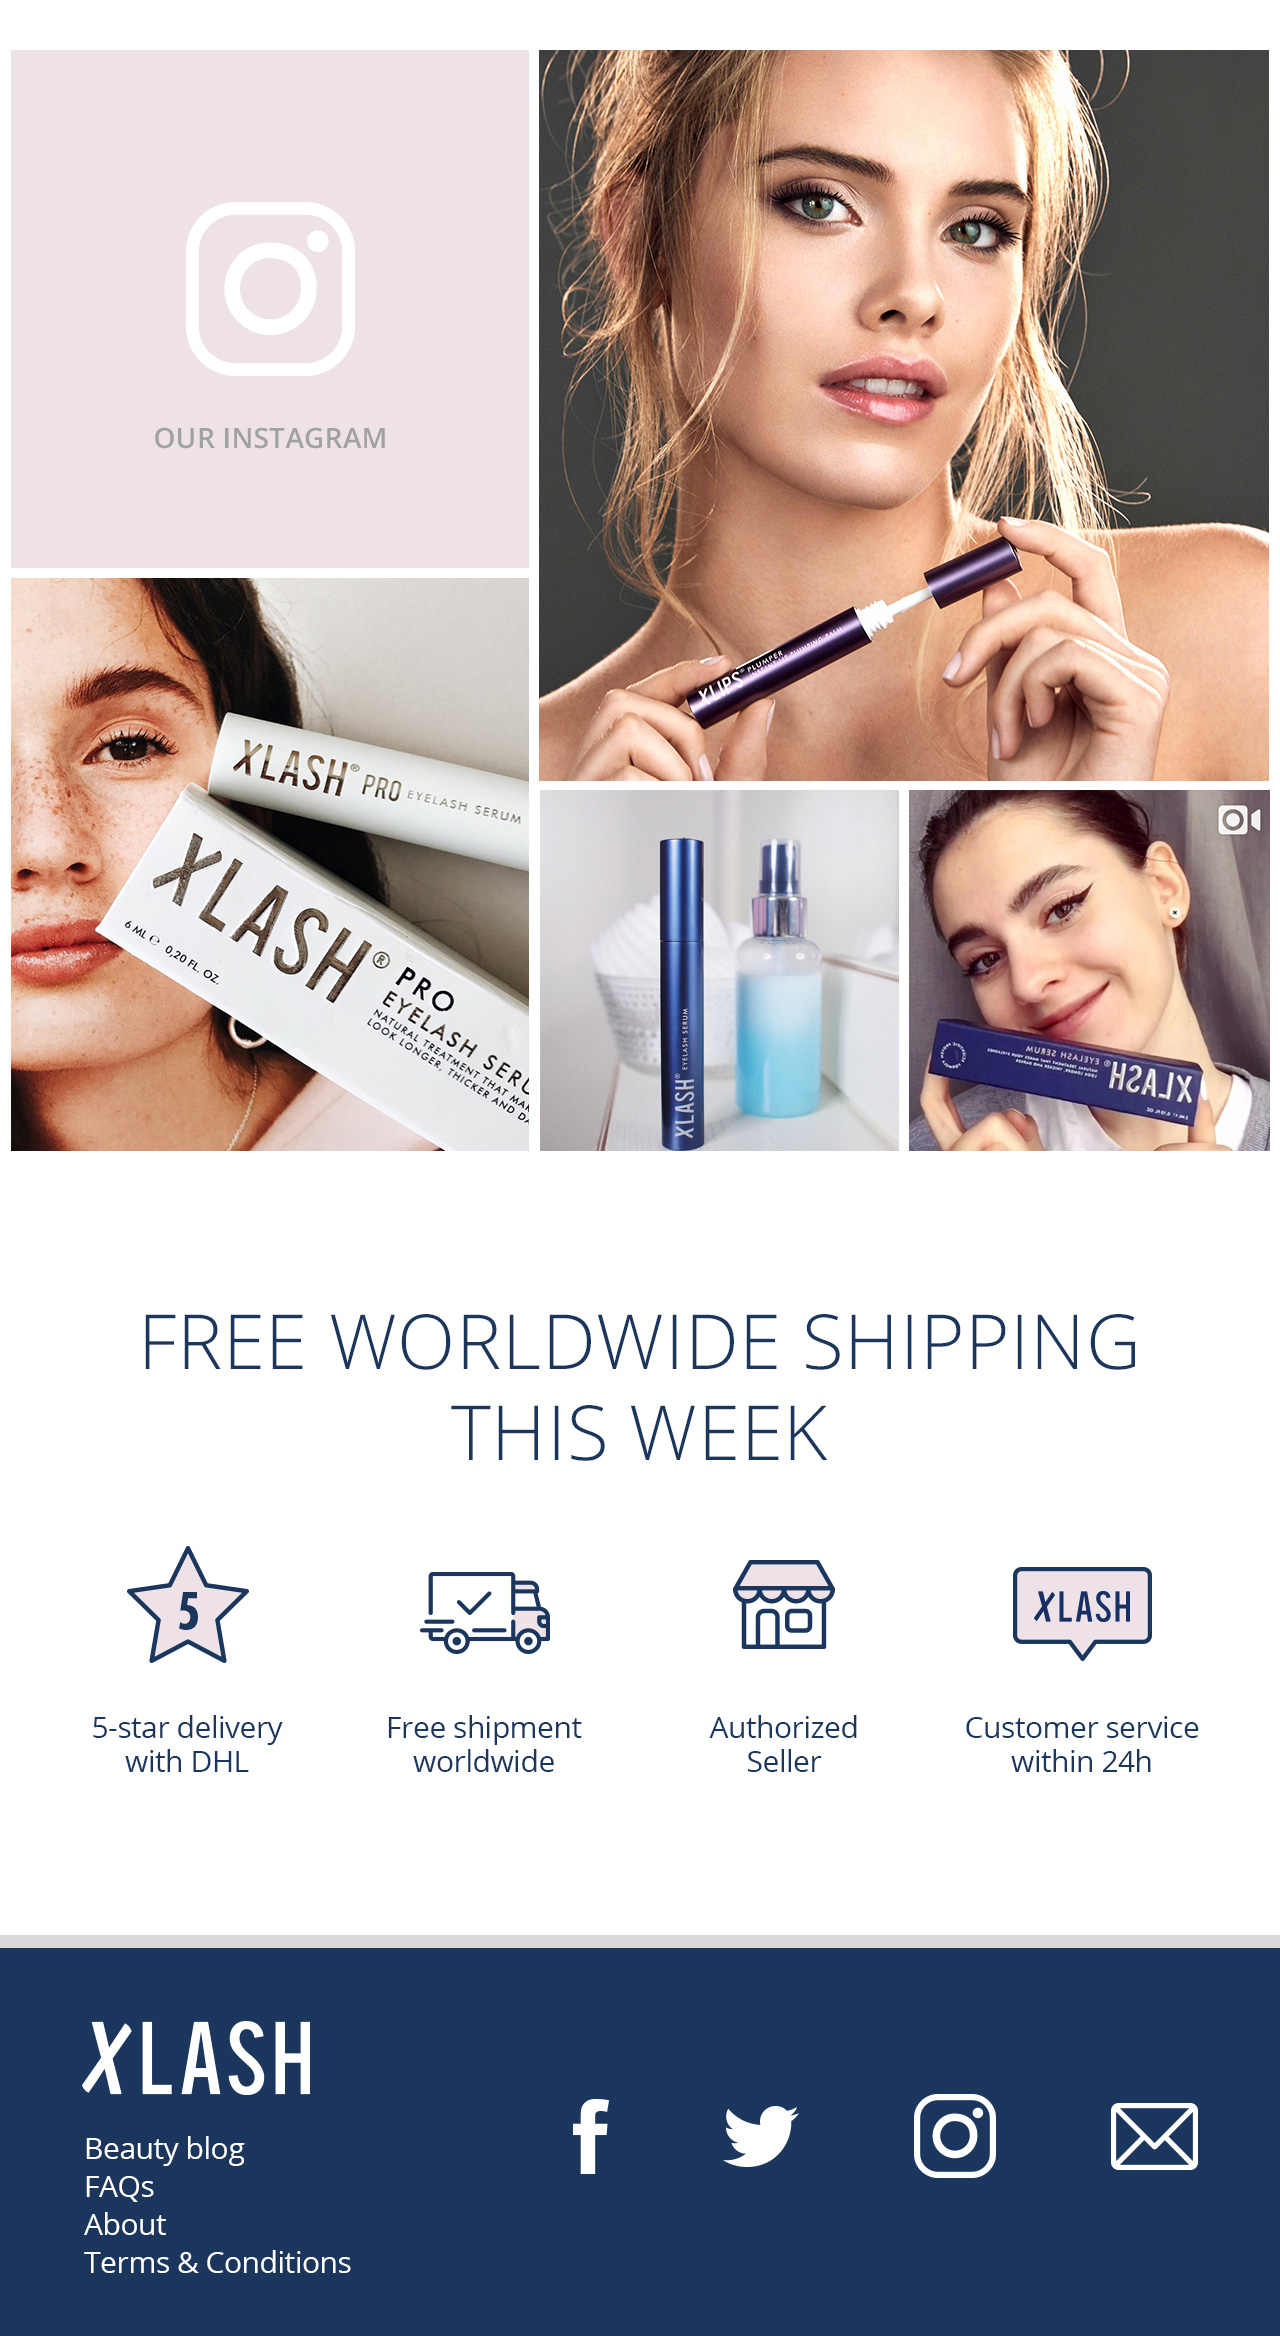 OUR INSTAGRAM
XLIPS® PLUMPER
XLASH® PRO EYELASH SERUM
XLASH® PRO
EYELASH SERU
NATURAL TREATMENT THAT MAK
LOOK LONGER, THICKER AND DA
6 ML ℮ 0,20 FL. OZ.
XLASH® EYELASH SERUM
XLASH® EYELASH SERUM
FREE WORLDWIDE SHIPPING
THIS WEEK
5
XLASH
5-star delivery
with DHL
Free shipment
worldwide
Authorized
Seller
Customer service
within 24h
XLASH
Beauty blog
FAQs
About
Terms & Conditions